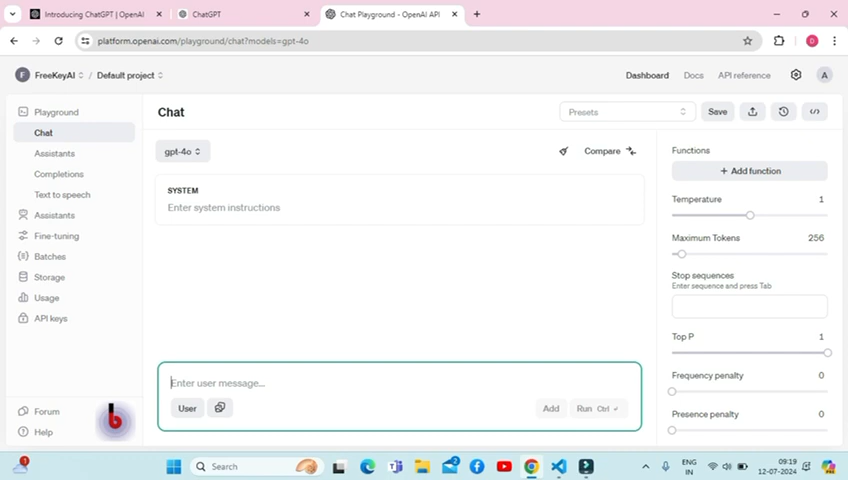 Introducing ChatGPT | OpenAI
ChatGPT
Chat Playground - OpenAI API
platform.openai.com/playground/chat?models=gpt-4o
D
F FreeKeyAI / Default project
Dashboard Docs API reference A
Playground
Chat
Assistants
Completions
Text to speech
Assistants
Fine-tuning
Batches
Storage
Usage
API keys
Forum
Help
b
Chat
Presets
Save
gpt-4o
Compare
SYSTEM
Enter system instructions
Enter user message...
User
Add
Run Ctrl ↵
Functions
+ Add function
Temperature 1
Maximum Tokens 256
Stop sequences
Enter sequence and press Tab
Top P 1
Frequency penalty 0
Presence penalty 0
1
Search
2
ENG
IN
09:19
12-07-2024